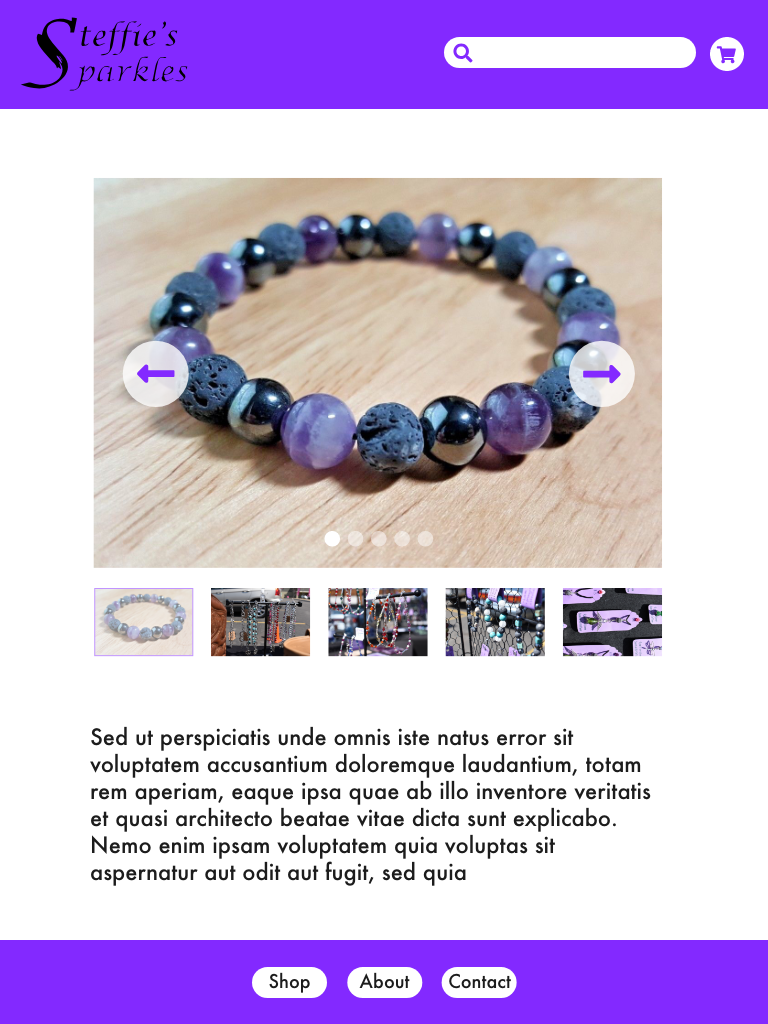 Steffie's
Sparkles
Sed ut perspiciatis unde omnis iste natus error sit
voluptatem accusantium doloremque laudantium, totam
rem aperiam, eaque ipsa quae ab illo inventore veritatis
et quasi architecto beatae vitae dicta sunt explicabo.
Nemo enim ipsam voluptatem quia voluptas sit
aspernatur aut odit aut fugit, sed quia
Shop
About
Contact